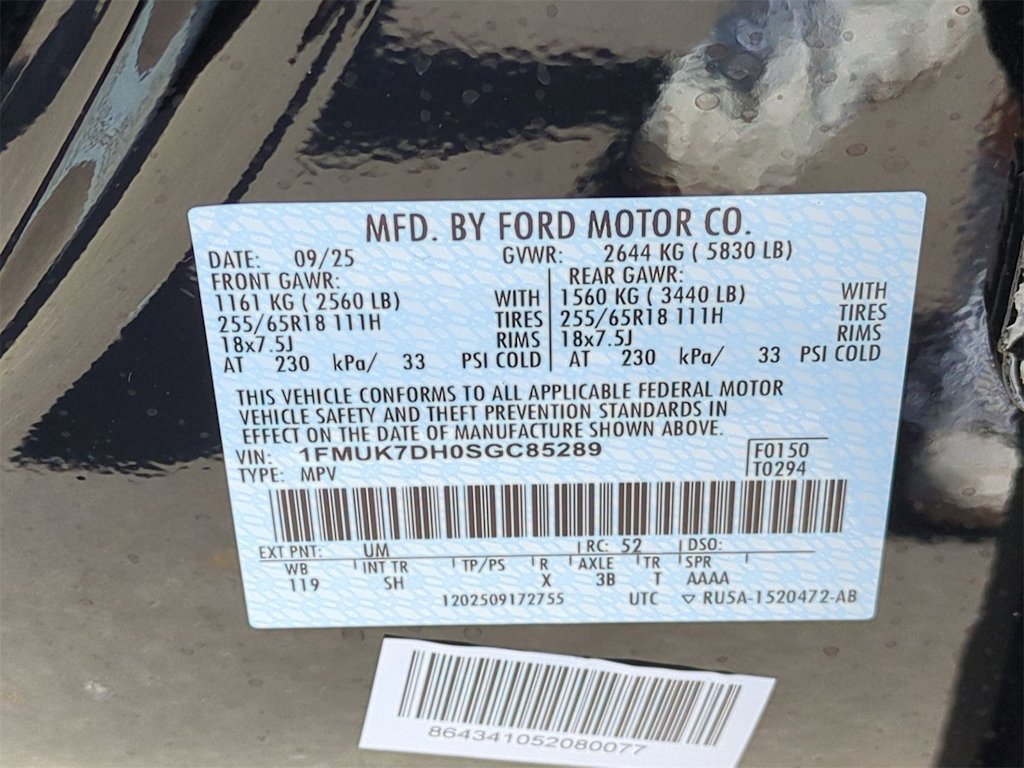 MFD. BY FORD MOTOR CO.
DATE: 09/25 GVWR: 2644 KG ( 5830 LB)
FRONT GAWR: REAR GAWR:
1161 KG ( 2560 LB) WITH 1560 KG ( 3440 LB) WITH
255/65R18 111H TIRES 255/65R18 111H TIRES
18x7.5J RIMS 18x7.5J RIMS
AT 230 kPa/ 33 PSI COLD AT 230 kPa/ 33 PSI COLD
THIS VEHICLE CONFORMS TO ALL APPLICABLE FEDERAL MOTOR
VEHICLE SAFETY AND THEFT PREVENTION STANDARDS IN
EFFECT ON THE DATE OF MANUFACTURE SHOWN ABOVE.
VIN: 1FMUK7DH0SGC85289 F0150
TYPE: MPV T0294
EXT PNT: UM RC: 52 DSO:
WB INT TR TP/PS R AXLE TR SPR
119 SH X 3B T AAAA
1202509172755 UTC ▽ RU5A-1520472-AB
864341052080077